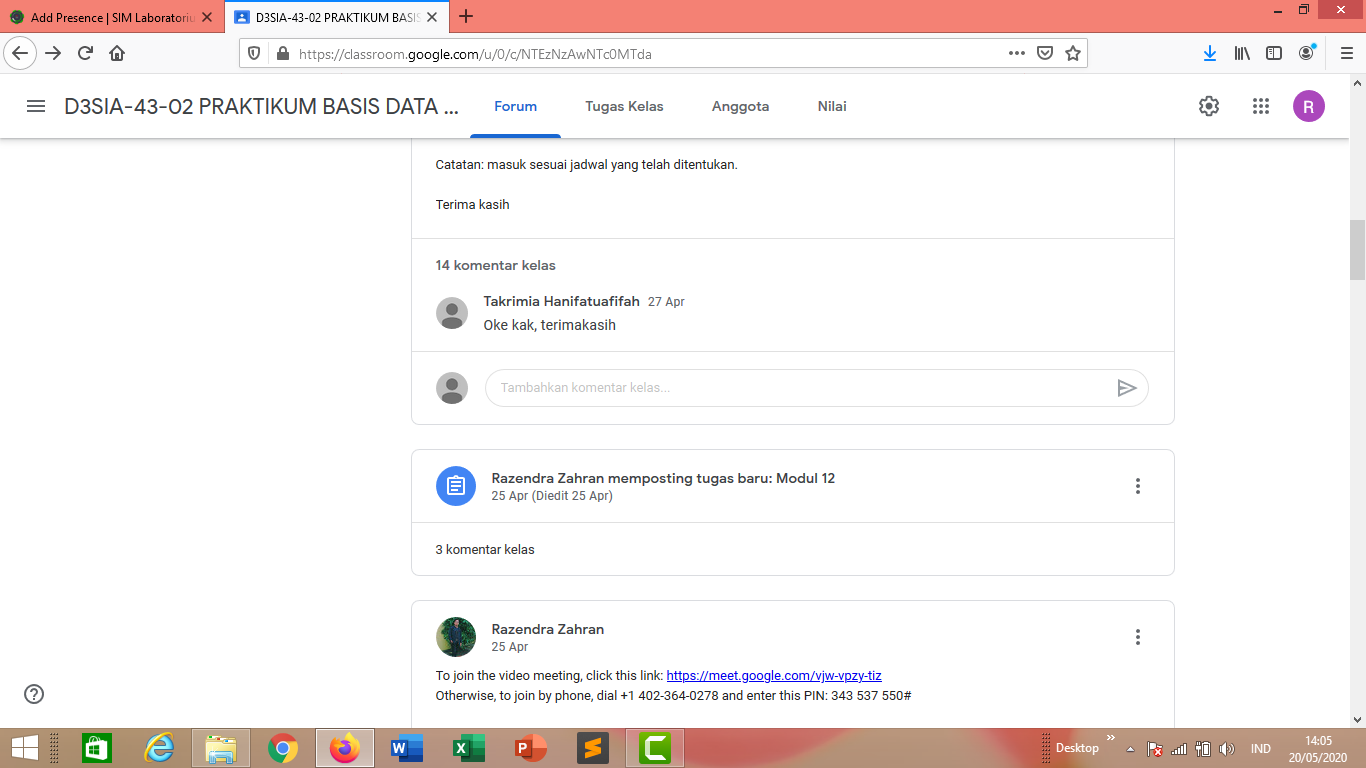 Add Presence | SIM Laboratoriu
D3SIA-43-02 PRAKTIKUM BASIS
https://classroom.google.com/u/0/c/NTEzNzAwNTc0MTda
D3SIA-43-02 PRAKTIKUM BASIS DATA ...
Forum
Tugas Kelas
Anggota
Nilai
R
Catatan: masuk sesuai jadwal yang telah ditentukan.
Terima kasih
14 komentar kelas
Takrimia Hanifatuafifah 27 Apr
Oke kak, terimakasih
Tambahkan komentar kelas...
Razendra Zahran memposting tugas baru: Modul 12
25 Apr (Diedit 25 Apr)
3 komentar kelas
Razendra Zahran
25 Apr
To join the video meeting, click this link: https://meet.google.com/vjw-vpzy-tiz
Otherwise, to join by phone, dial +1 402-364-0278 and enter this PIN: 343 537 550#
Desktop
IND
14:05
20/05/2020